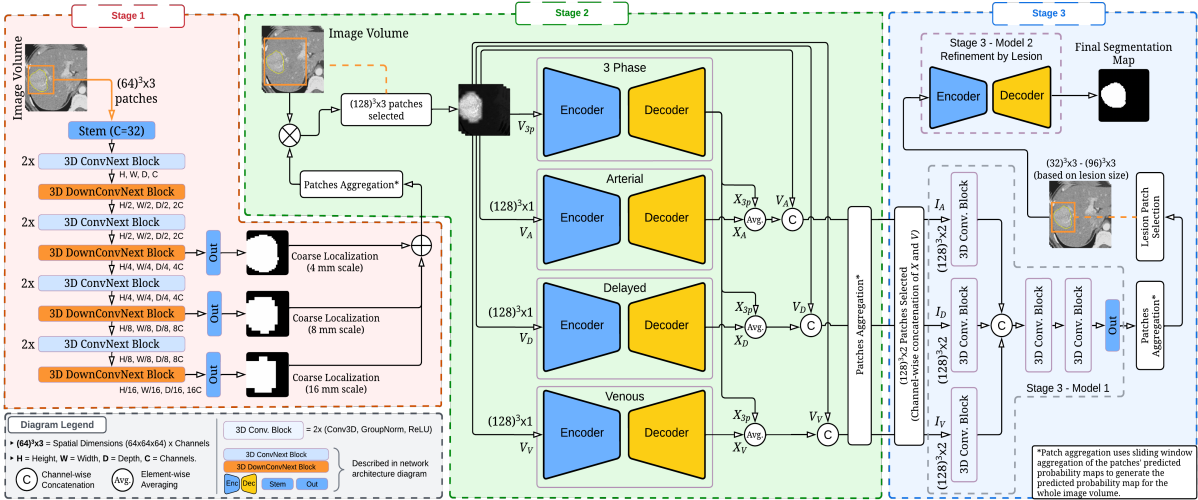 Stage 1
Image Volume
(64)³x3
patches
Stem (C=32)
2x
3D ConvNext Block
H, W, D, C
3D DownConvNext Block
H/2, W/2, D/2, 2C
2x
3D ConvNext Block
H/2, W/2, D/2, 2C
3D DownConvNext Block
H/4, W/4, D/4, 4C
Out
Coarse Localization
(4 mm scale)
2x
3D ConvNext Block
H/4, W/4, D/4, 4C
3D DownConvNext Block
H/8, W/8, D/8, 8C
Out
Coarse Localization
(8 mm scale)
2x
3D ConvNext Block
H/8, W/8, D/8, 8C
3D DownConvNext Block
H/16, W/16, D/16, 16C
Out
Coarse Localization
(16 mm scale)
Stage 2
Image Volume
(128)³x3 patches
selected
Patches Aggregation*
V3p
3 Phase
Encoder
Decoder
(128)³x1
VA
Arterial
Encoder
Decoder
X3p
XA
Avg.
VA
C
(128)³x1
VD
Delayed
Encoder
Decoder
X3p
XD
Avg.
VD
C
(128)³x1
VV
Venous
Encoder
Decoder
X3p
XV
Avg.
VV
C
Patches Aggregation*
Stage 3
Stage 3 - Model 2
Refinement by Lesion
Encoder
Decoder
Final Segmentation
Map
(128)³x2 Patches Selected
(Channel-wise concatenation of X and V)
IA
(128)³x2
3D Conv. Block
ID
(128)³x2
3D Conv. Block
IV
(128)³x2
3D Conv. Block
C
3D Conv. Block
3D Conv. Block
Out
Stage 3 - Model 1
Patches
Aggregation*
Lesion Patch
Selection
(32)³x3 - (96)³x3
(based on lesion size)
*Patch aggregation uses sliding window
aggregation of the patches' predicted
probability maps to generate the
predicted probability map for the
whole image volume.
Diagram Legend
(64)³x3 = Spatial Dimensions (64x64x64) x Channels
H = Height, W = Width, D = Depth, C = Channels.
C
Channel-wise
Concatenation
Avg.
Element-wise
Averaging
3D Conv. Block
= 2x (Conv3D, GroupNorm, ReLU)
3D ConvNext Block
3D DownConvNext Block
Enc
Dec
Stem
Out
Described in network
architecture diagram